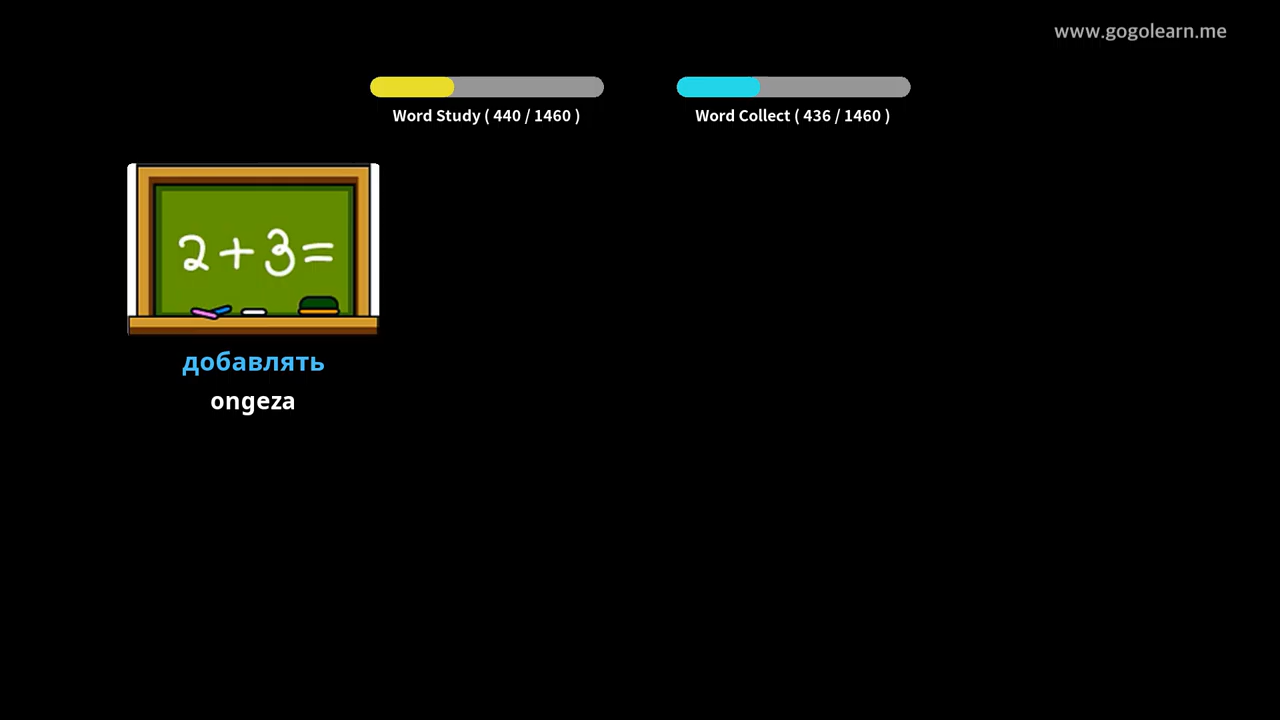 www.gogolearn.me
Word Study ( 440 / 1460 )
Word Collect ( 436 / 1460 )
2+3=
добавлять
ongeza